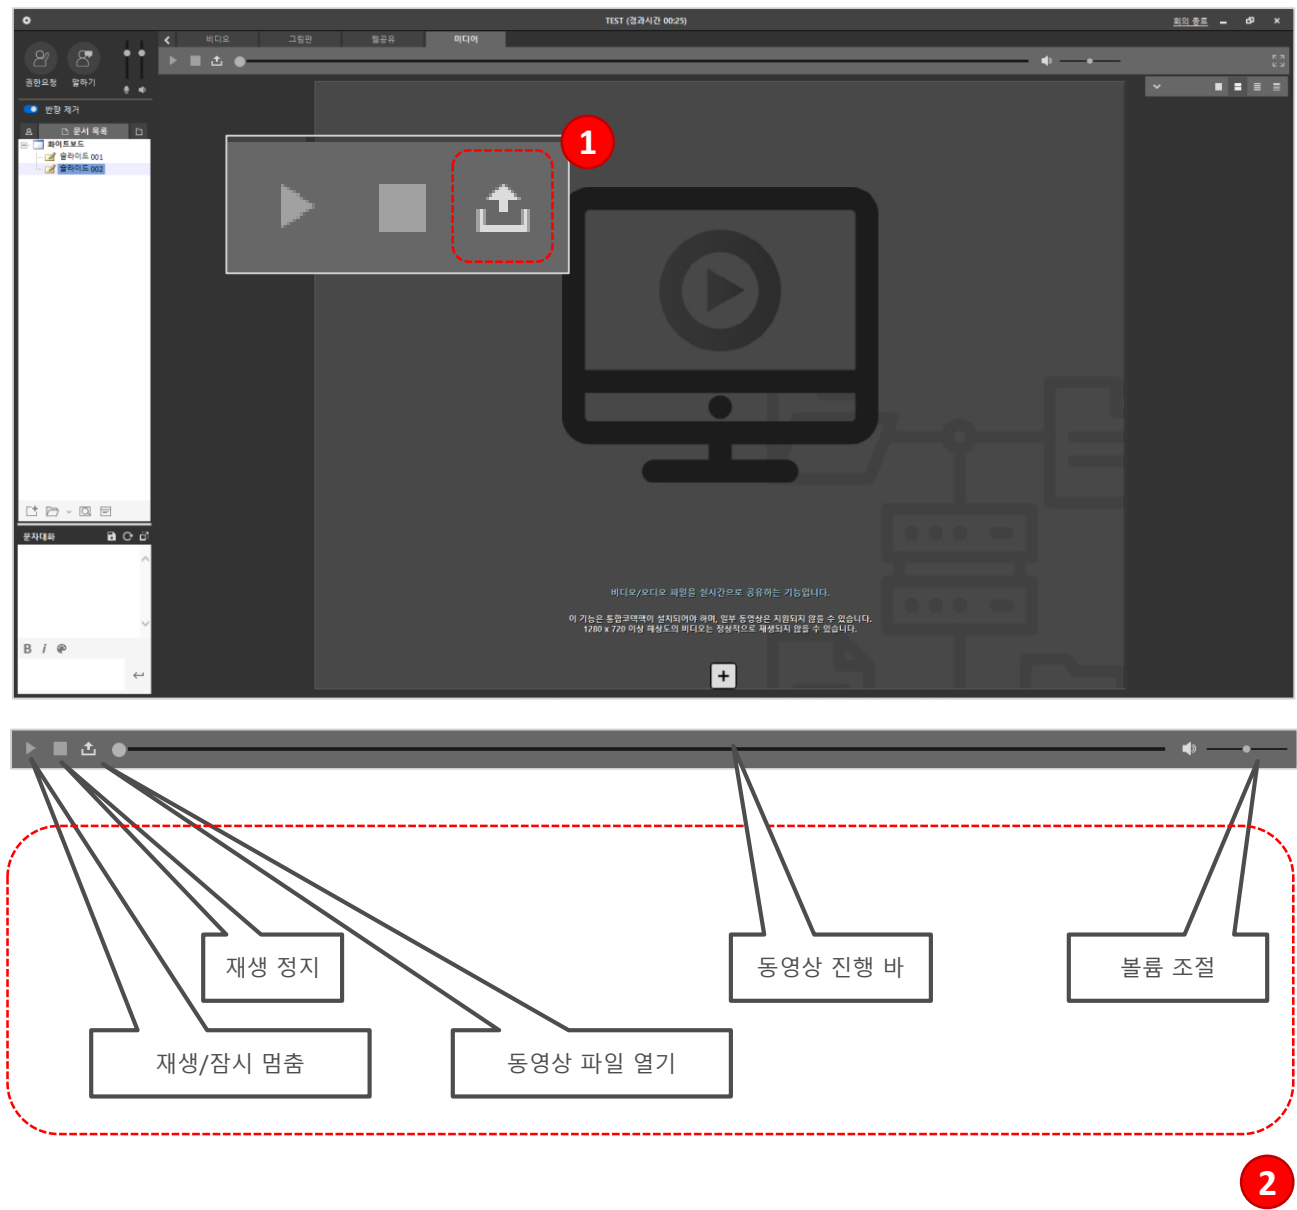 TEST (경과시간 00:25)
회의 종료
비디오
그림판
웹공유
미디어
권한요청
말하기
반향 제거
문서 목록
화이트보드
슬라이드 001
슬라이드 002
1
비디오/오디오 파일을 실시간으로 공유하는 기능입니다.
이 기능은 통합코덱팩이 설치되어야 하며, 일부 동영상은 지원되지 않을 수 있습니다.
1280 x 720 이상 해상도의 비디오는 정상적으로 재생되지 않을 수 있습니다.
문자대화
B i
재생 정지
동영상 진행 바
볼륨 조절
재생/잠시 멈춤
동영상 파일 열기
2